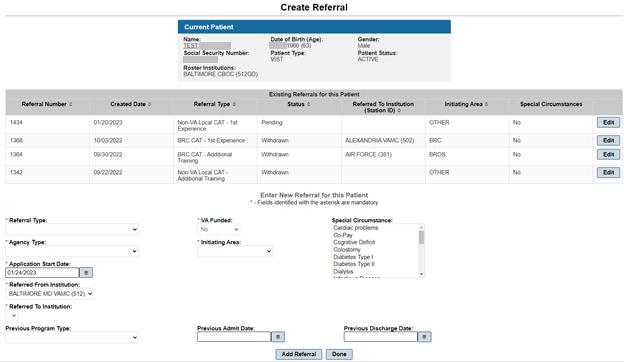 Create Referral
Current Patient
Name: Date of Birth (Age): Gender:
TEST, 1960 (63) Male
Social Security Number: Patient Type: Patient Status:
VIST ACTIVE
Roster Institutions:
BALTIMORE CBOC (512GD)
Existing Referrals for this Patient
Referral Number Created Date Referral Type Status Referred To Institution (Station ID) Initiating Area Special Circumstances
1434 01/20/2023 Non-VA Local CAT - 1st Experience Pending OTHER No Edit
1368 10/03/2022 BRC CAT - 1st Experience Withdrawn ALEXANDRIA VAMC (502) BRC No Edit
1364 09/30/2022 BRC CAT - Additional Training Withdrawn AIR FORCE (381) BROS No Edit
1342 09/22/2022 Non-VA Local CAT - Additional Training Withdrawn OTHER No Edit
Enter New Referral for this Patient
* - Fields identified with the asterisk are mandatory
* Referral Type: * VA Funded: Special Circumstance:
No
Cardiac problems
Co-Pay
* Agency Type: * Initiating Area:
Cognitive Deficit
Colostomy
Diabetes Type I
* Application Start Date:
Diabetes Type II
01/24/2023
Dialysis
Infectious Disease
* Referred From Institution:
BALTIMORE MD VAMC (512)
* Referred To Institution:
Previous Program Type: Previous Admit Date: Previous Discharge Date:
Add Referral Done